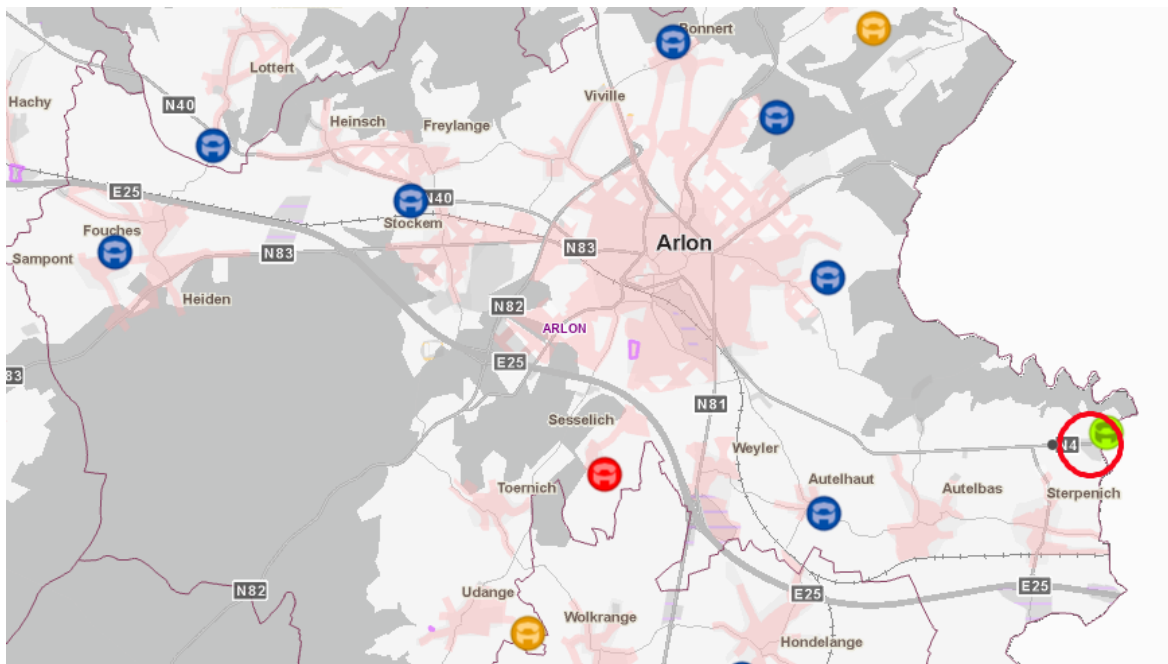 Bonnert
Lottert
Hachy
N40
Viville
Heinsch
Freylange
E25
N40
Stockem
Fouches
N83
N83
Arlon
Sampont
Heiden
N82
ARLON
E25
83
N81
Sesselich
N4
Weyler
Toernich
Autelhaut
Autelbas
Sterpenich
N82
Udange
E25
E25
Wolkrange
Hondelange